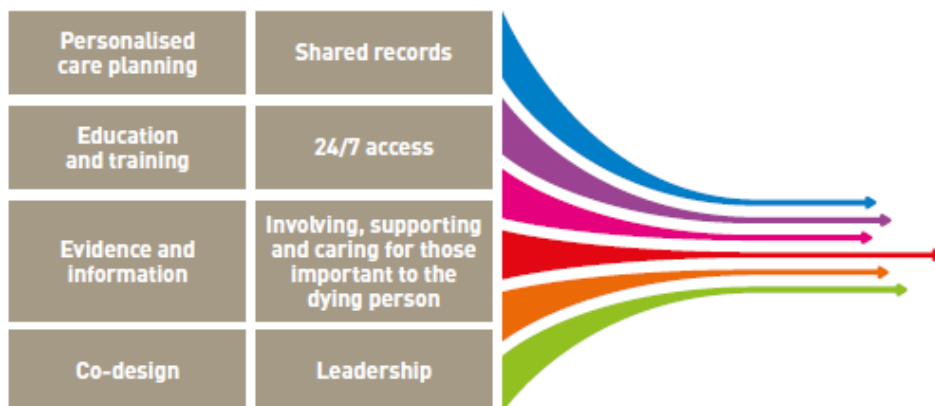 Personalised
care planning
Shared records
Education
and training
24/7 access
Evidence and
information
Involving, supporting
and caring for those
important to the
dying person
Co-design
Leadership